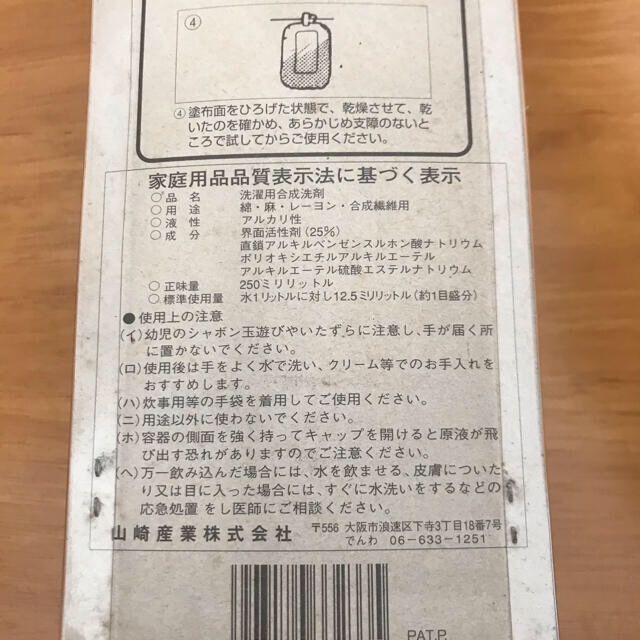 ④
④塗布面をひろげた状態で、乾燥させて、乾
いたのを確かめ、あらかじめ支障のないと
ころで試してからご使用ください。
家庭用品品質表示法に基づく表示
○品 名 洗濯用合成洗剤
○用 途 綿・麻・レーヨン・合成繊維用
○液 性 アルカリ性
○成 分 界面活性剤(25%)
直鎖アルキルベンゼンスルホン酸ナトリウム
ポリオキシエチルアルキルエーテル
アルキルエーテル硫酸エステルナトリウム
○正味量 250ミリリットル
○標準使用量 水1リットルに対し12.5ミリリットル(約1目盛分)
●使用上の注意
(イ)幼児のシャボン玉遊びやいたずらに注意し、手が届く所
に置かないでください。
(ロ)使用後は手をよく水で洗い、クリーム等でのお手入れを
おすすめします。
(ハ)炊事用等の手袋を着用してご使用ください。
(ニ)用途以外に使わないでください。
(ホ)容器の側面を強く持ってキャップを開けると原液が飛
び出す恐れがありますのでご注意ください。
(ヘ)万一飲み込んだ場合には、水を飲ませる、皮膚についた
り又は目に入った場合には、すぐに水洗いをするなどの
応急処置 をし医師にご相談ください。
山崎産業株式会社 〒556 大阪市浪速区下寺3丁目18番7号
でんわ 06-633-1251
PAT.P.